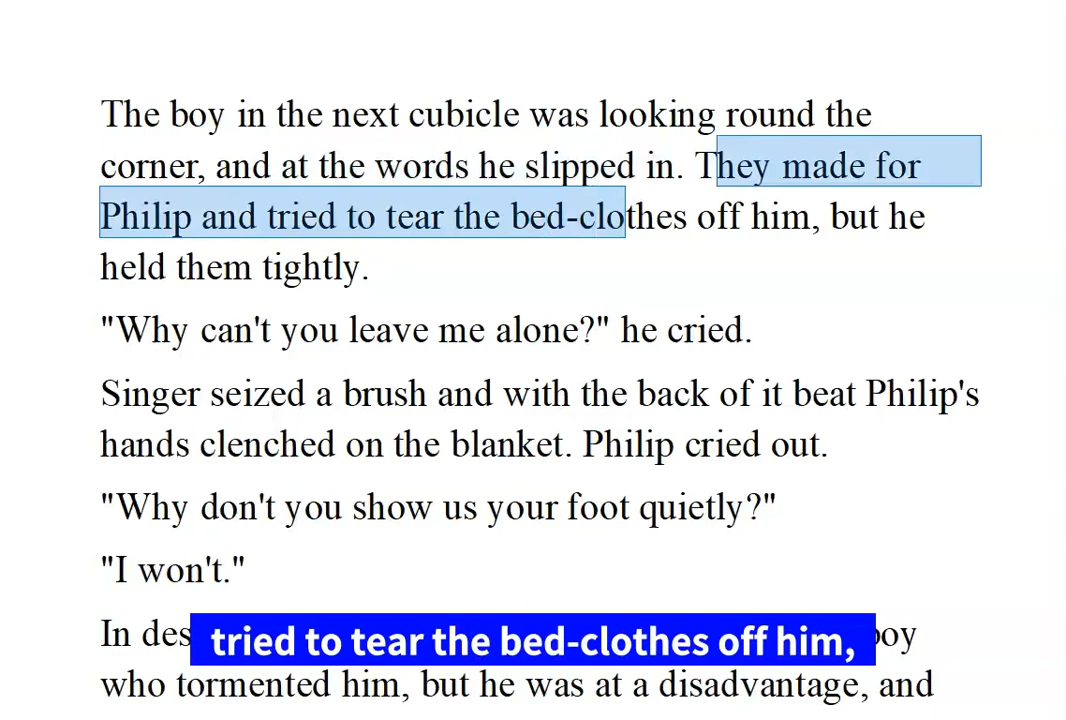 The boy in the next cubicle was looking round the
corner, and at the words he slipped in. They made for
Philip and tried to tear the bed-clothes off him, but he
held them tightly.
"Why can't you leave me alone?" he cried.
Singer seized a brush and with the back of it beat Philip's
hands clenched on the blanket. Philip cried out.
"Why don't you show us your foot quietly?"
"I won't."
In
tried to tear the bed-clothes off him,
who tormented him, but he was at a disadvantage, and